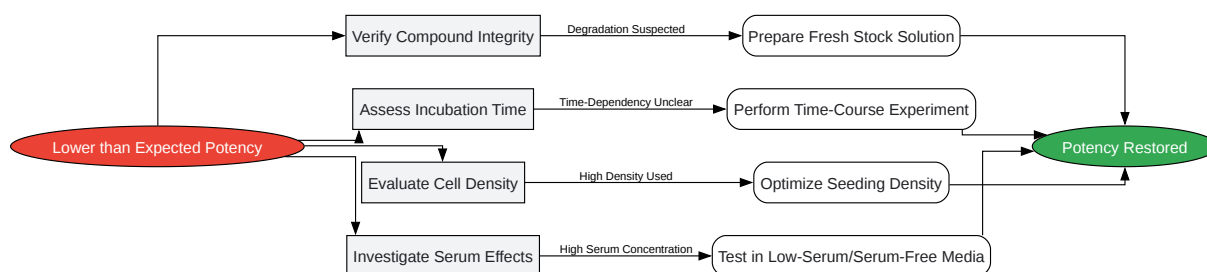 Verify Compound Integrity
Degradation Suspected
Prepare Fresh Stock Solution
Assess Incubation Time
Time-Dependency Unclear
Perform Time-Course Experiment
Lower than Expected Potency
Potency Restored
Evaluate Cell Density
High Density Used
Optimize Seeding Density
Investigate Serum Effects
High Serum Concentration
Test in Low-Serum/Serum-Free Media